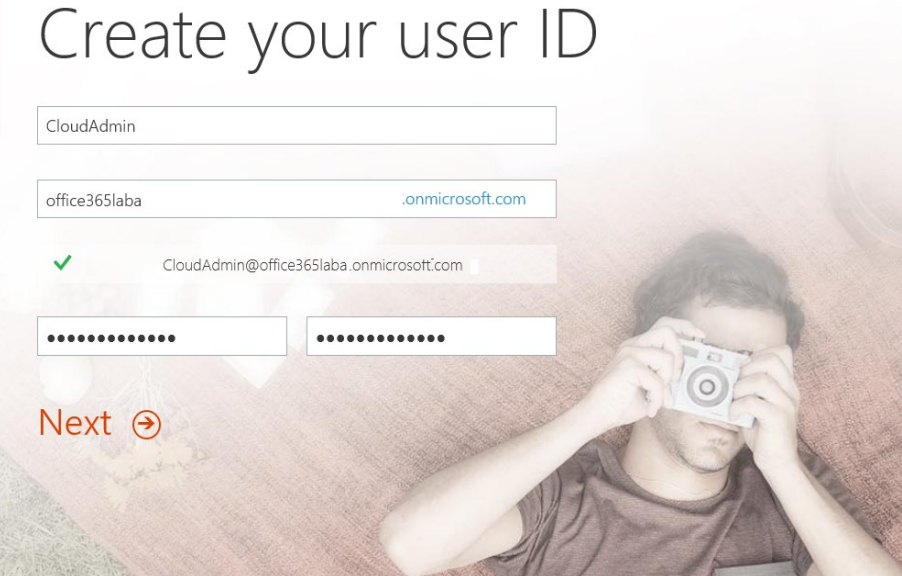 Create your user ID
CloudAdmin
office365laba .onmicrosoft.com
CloudAdmin@office365laba.onmicrosoft.com
●●●●●●●●●●●●● ●●●●●●●●●●●●●
Next